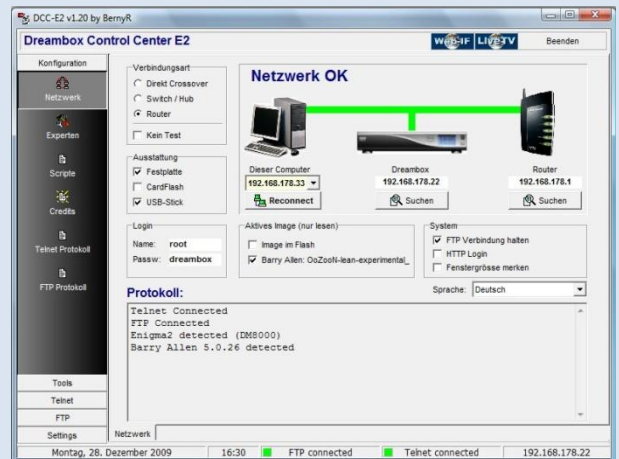 DCC-E2 v1.20 by BernyR
Dreambox Control Center E2
Web-IF
LiveTV
Beenden
Konfiguration
Netzwerk
Experten
Scripte
Credits
Telnet Protokoll
FTP Protokoll
Tools
Telnet
FTP
Settings
Verbindungsart
Direkt Crossover
Switch / Hub
Router
Kein Test
Ausstattung
Festplatte
CardFlash
USB-Stick
Netzwerk OK
Dieser Computer
192.168.178.33
Reconnect
Dreambox
192.168.178.22
Suchen
Router
192.168.178.1
Suchen
Login
Name: root
Passw: dreambox
Aktives Image (nur lesen)
Image im Flash
Barry Allen: OoZooN-lean-experimental_
System
FTP Verbindung halten
HTTP Login
Fenstergrösse merken
Protokoll:
Sprache: Deutsch
Telnet Connected
FTP Connected
Enigma2 detected (DM8000)
Barry Allen 5.0.26 detected
Netzwerk
Montag, 28. Dezember 2009 16:30 FTP connected Telnet connected 192.168.178.22